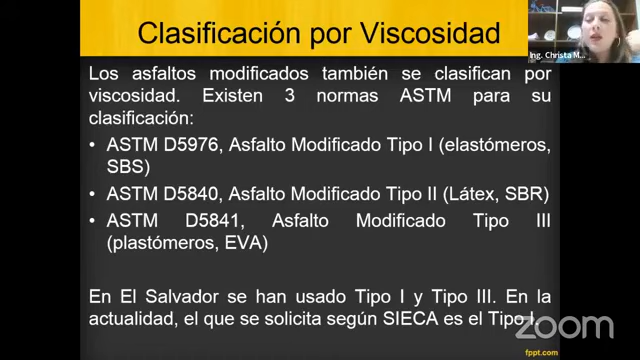 Clasificación por Viscosidad
Ing. Christa M...
Los asfaltos modificados también se clasifican por
viscosidad. Existen 3 normas ASTM para su
clasificación:
• ASTM D5976, Asfalto Modificado Tipo I (elastómeros,
SBS)
• ASTM D5840, Asfalto Modificado Tipo II (Látex, SBR)
• ASTM D5841, Asfalto Modificado Tipo III
(plastómeros, EVA)
En El Salvador se han usado Tipo I y Tipo III. En la
actualidad, el que se solicita según SIECA es el Tipo I.
zoom
fppt.com